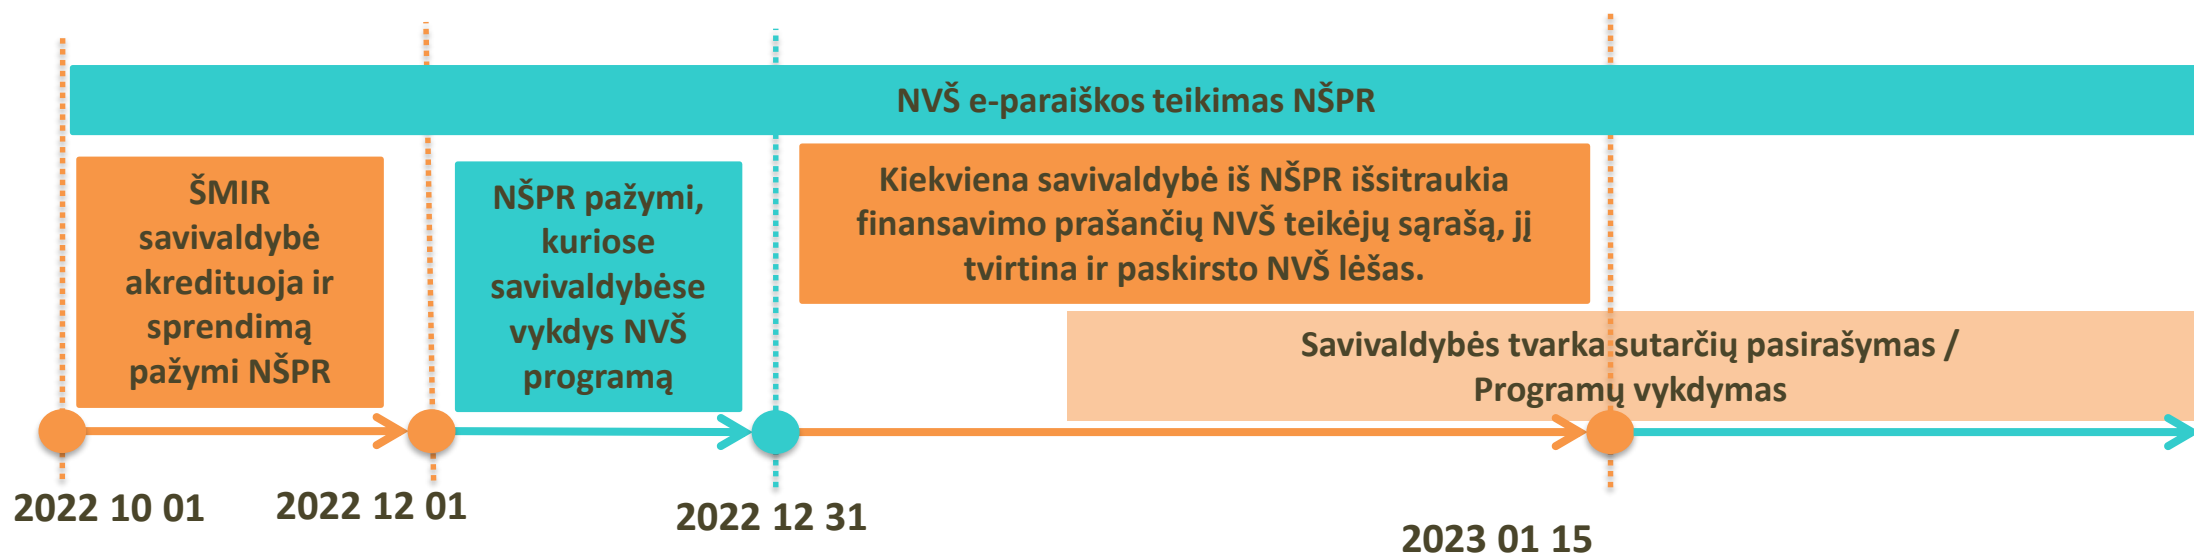 NVŠ e-paraiškos teikimas NŠPR
ŠMIR
savivaldybė
akredituoja ir
sprendimą
pažymi NŠPR
NŠPR pažymi,
kuriose
savivaldybėse
vykdys NVŠ
programą
Kiekviena savivaldybė iš NŠPR išsitraukia
finansavimo prašančių NVŠ teikėjų sąrašą, jį
tvirtina ir paskirsto NVŠ lėšas.
Savivaldybės tvarka sutarčių pasirašymas /
Programų vykdymas
2022 10 01
2022 12 01
2022 12 31
2023 01 15